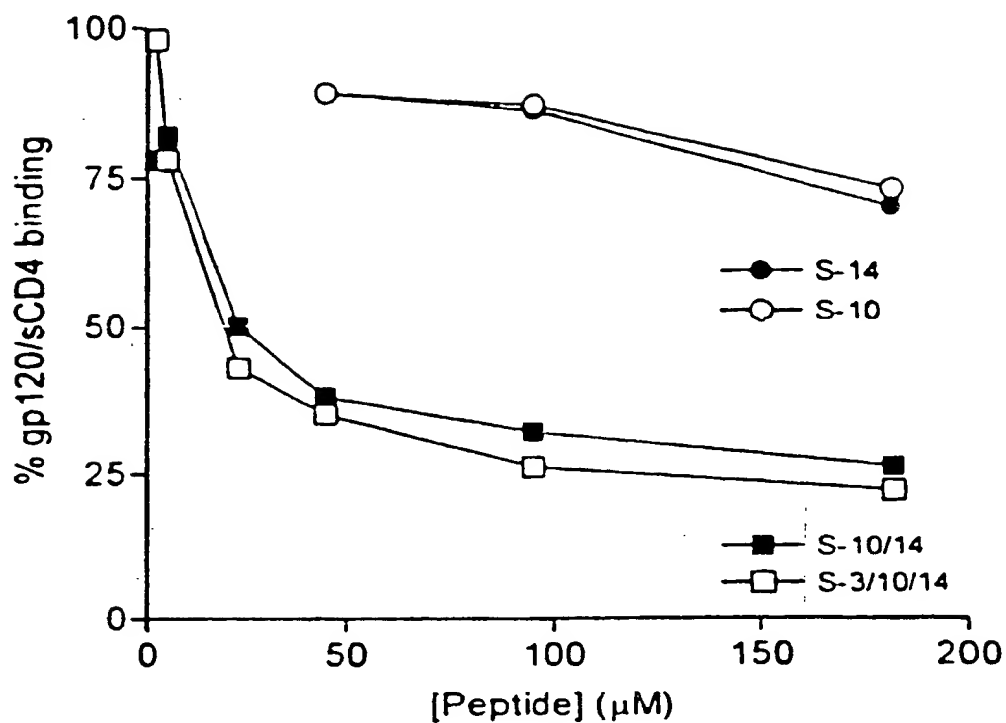 100
75
50
25
0
% gp120/sCD4 binding
S-14
S-10
S-10/14
S-3/10/14
0 50 100 150 200
[Peptide] (μM)